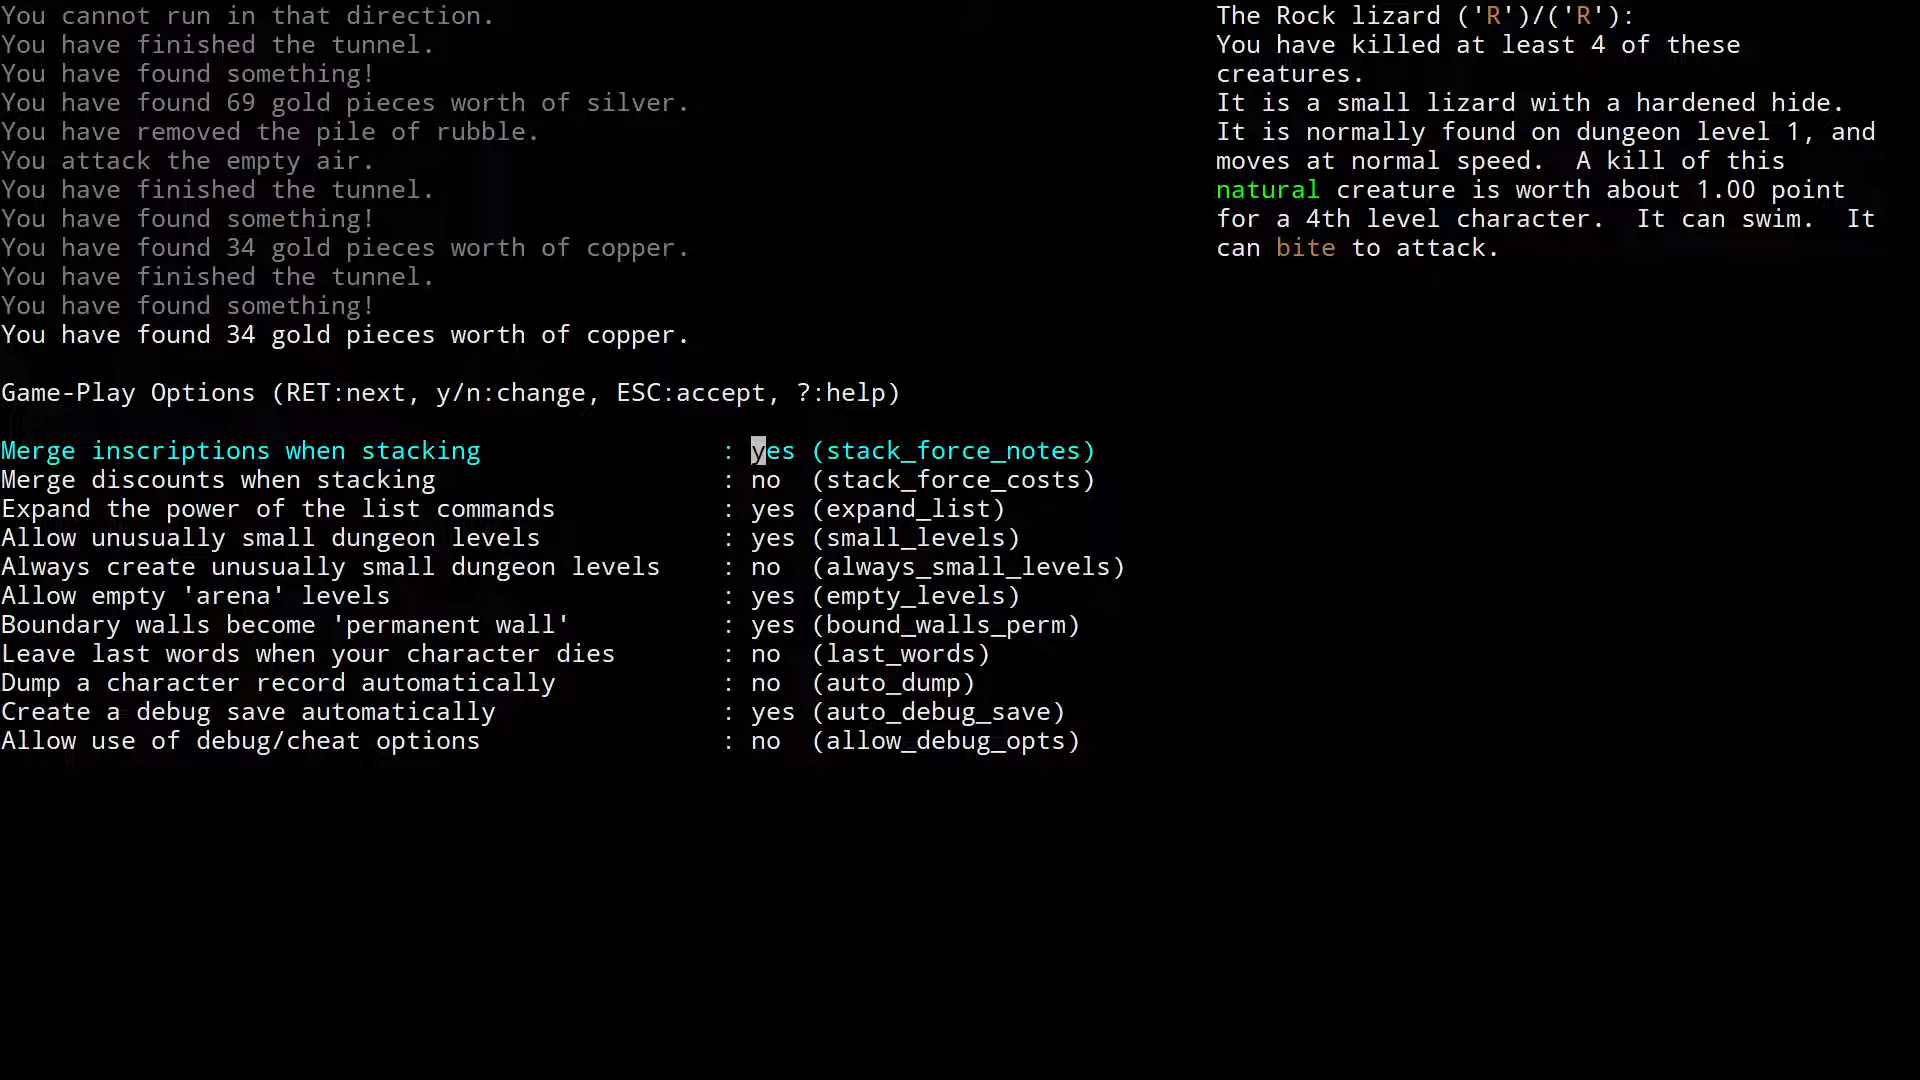 You cannot run in that direction.
You have finished the tunnel.
You have found something!
You have found 69 gold pieces worth of silver.
You have removed the pile of rubble.
You attack the empty air.
You have finished the tunnel.
You have found something!
You have found 34 gold pieces worth of copper.
You have finished the tunnel.
You have found something!
You have found 34 gold pieces worth of copper.
Game-Play Options (RET:next, y/n:change, ESC:accept, ?:help)
Merge inscriptions when stacking : yes (stack_force_notes)
Merge discounts when stacking : no (stack_force_costs)
Expand the power of the list commands : yes (expand_list)
Allow unusually small dungeon levels : yes (small_levels)
Always create unusually small dungeon levels : no (always_small_levels)
Allow empty 'arena' levels : yes (empty_levels)
Boundary walls become 'permanent wall' : yes (bound_walls_perm)
Leave last words when your character dies : no (last_words)
Dump a character record automatically : no (auto_dump)
Create a debug save automatically : yes (auto_debug_save)
Allow use of debug/cheat options : no (allow_debug_opts)
The Rock lizard ('R')/('R'):
You have killed at least 4 of these
creatures.
It is a small lizard with a hardened hide.
It is normally found on dungeon level 1, and
moves at normal speed. A kill of this
natural creature is worth about 1.00 point
for a 4th level character. It can swim. It
can bite to attack.